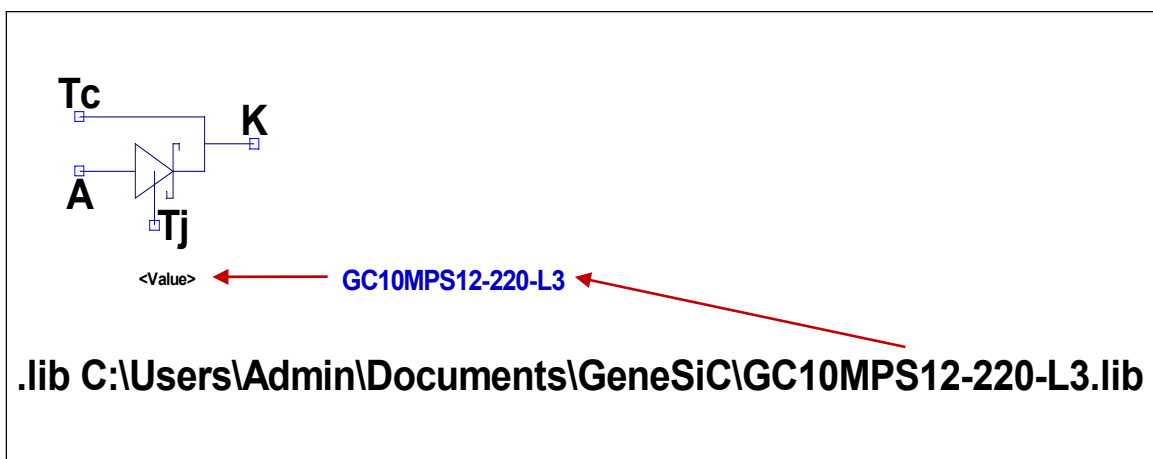 Tc
K
A
Tj
<Value>
GC10MPS12-220-L3
.lib C:\Users\Admin\Documents\GeneSiC\GC10MPS12-220-L3.lib